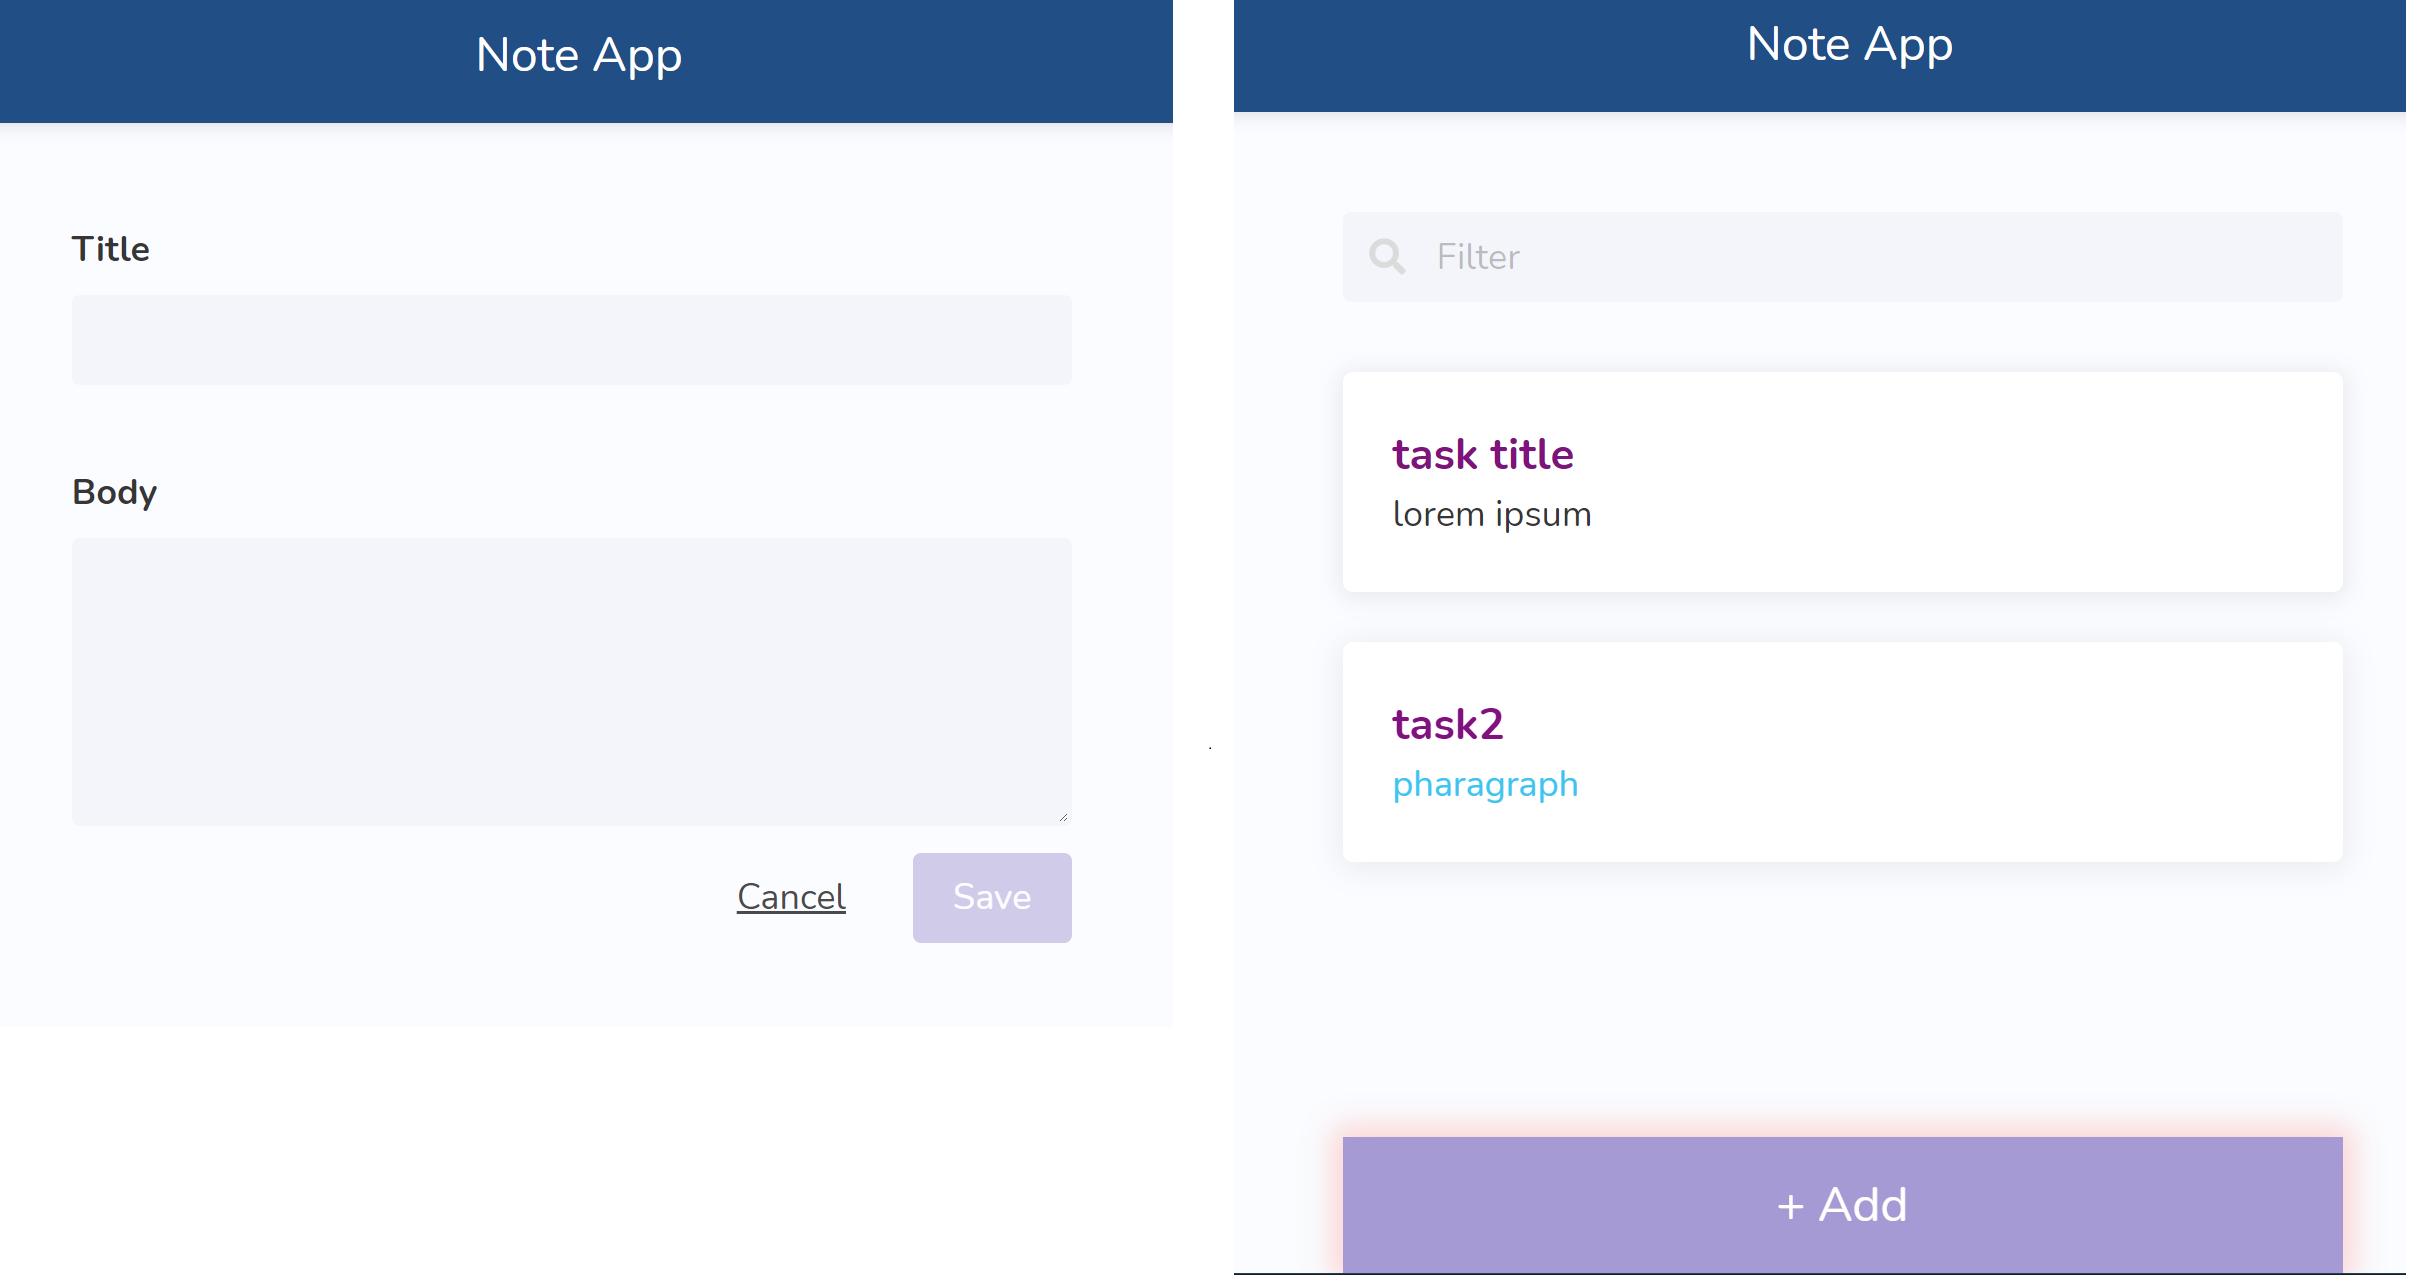 Note App
Title
Body
Cancel
Save
Note App
Filter
task title
lorem ipsum
task2
pharagraph
+ Add